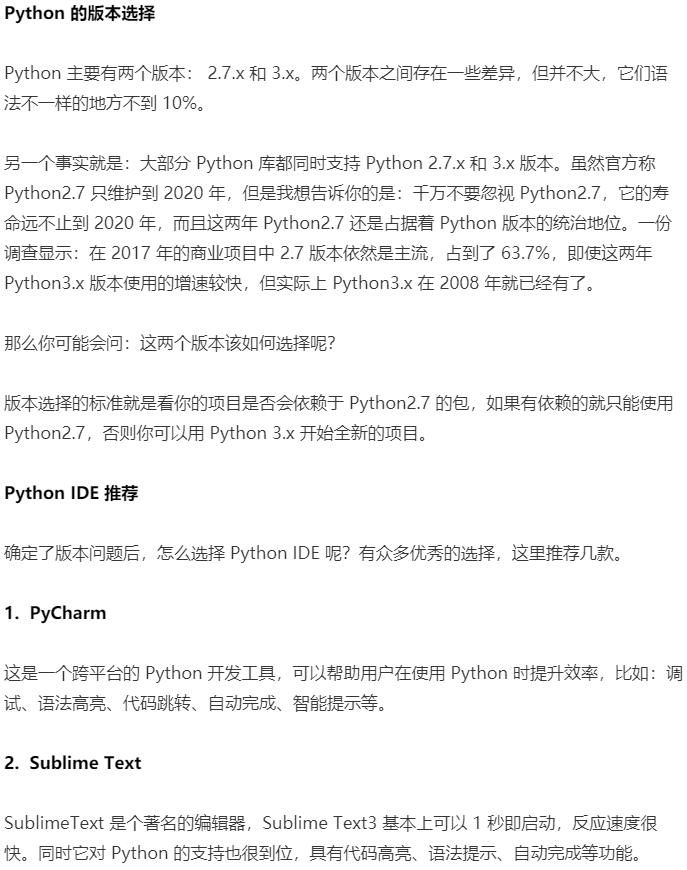 Python 的版本选择
Python 主要有两个版本： 2.7.x 和 3.x。两个版本之间存在一些差异，但并不大，它们语
法不一样的地方不到 10%。
另一个事实就是：大部分 Python 库都同时支持 Python 2.7.x 和 3.x 版本。虽然官方称
Python2.7 只维护到 2020 年，但是我想告诉你的是：千万不要忽视 Python2.7，它的寿
命远不止到 2020 年，而且这两年 Python2.7 还是占据着 Python 版本的统治地位。一份
调查显示：在 2017 年的商业项目中 2.7 版本依然是主流，占到了 63.7%，即使这两年
Python3.x 版本使用的增速较快，但实际上 Python3.x 在 2008 年就已经有了。
那么你可能会问：这两个版本该如何选择呢？
版本选择的标准就是看你的项目是否会依赖于 Python2.7 的包，如果有依赖的就只能使用
Python2.7，否则你可以用 Python 3.x 开始全新的项目。
Python IDE 推荐
确定了版本问题后，怎么选择 Python IDE 呢？有众多优秀的选择，这里推荐几款。
1. PyCharm
这是一个跨平台的 Python 开发工具，可以帮助用户在使用 Python 时提升效率，比如：调
试、语法高亮、代码跳转、自动完成、智能提示等。
2. Sublime Text
SublimeText 是个著名的编辑器，Sublime Text3 基本上可以 1 秒即启动，反应速度很
快。同时它对 Python 的支持也很到位，具有代码高亮、语法提示、自动完成等功能。